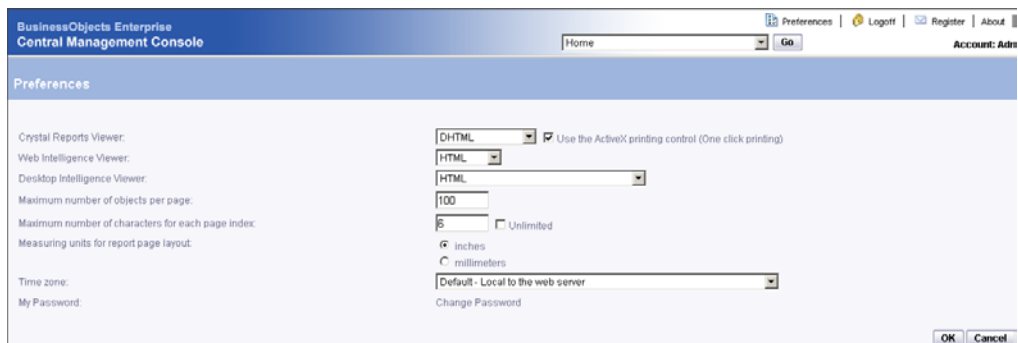 BusinessObjects Enterprise
Central Management Console
Preferences | Logoff | Register | About
Home Go
Account: Adm
Preferences
Crystal Reports Viewer: DHTML Use the ActiveX printing control (One click printing)
Web Intelligence Viewer: HTML
Desktop Intelligence Viewer: HTML
Maximum number of objects per page: 100
Maximum number of characters for each page index: 6 Unlimited
Measuring units for report page layout: inches
millimeters
Time zone: Default - Local to the web server
My Password: Change Password
OK Cancel